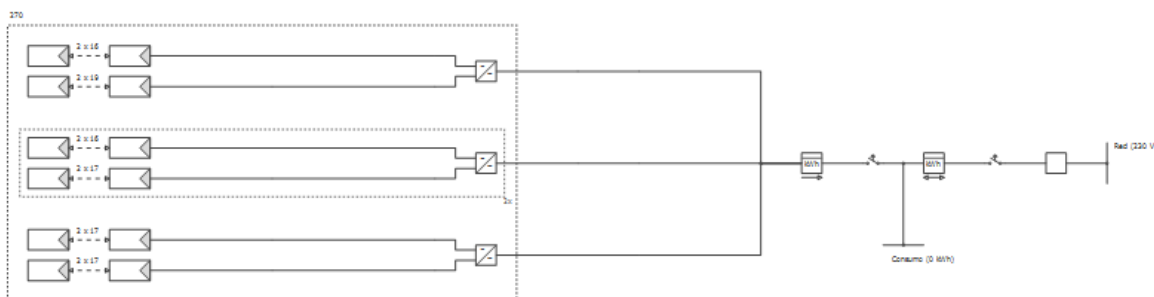 270
2 x 16
2 x 19
2 x 16
2 x 17
2x
2 x 17
2 x 17
kWh
kWh
Red (230 V
Consumo (0 kWh)